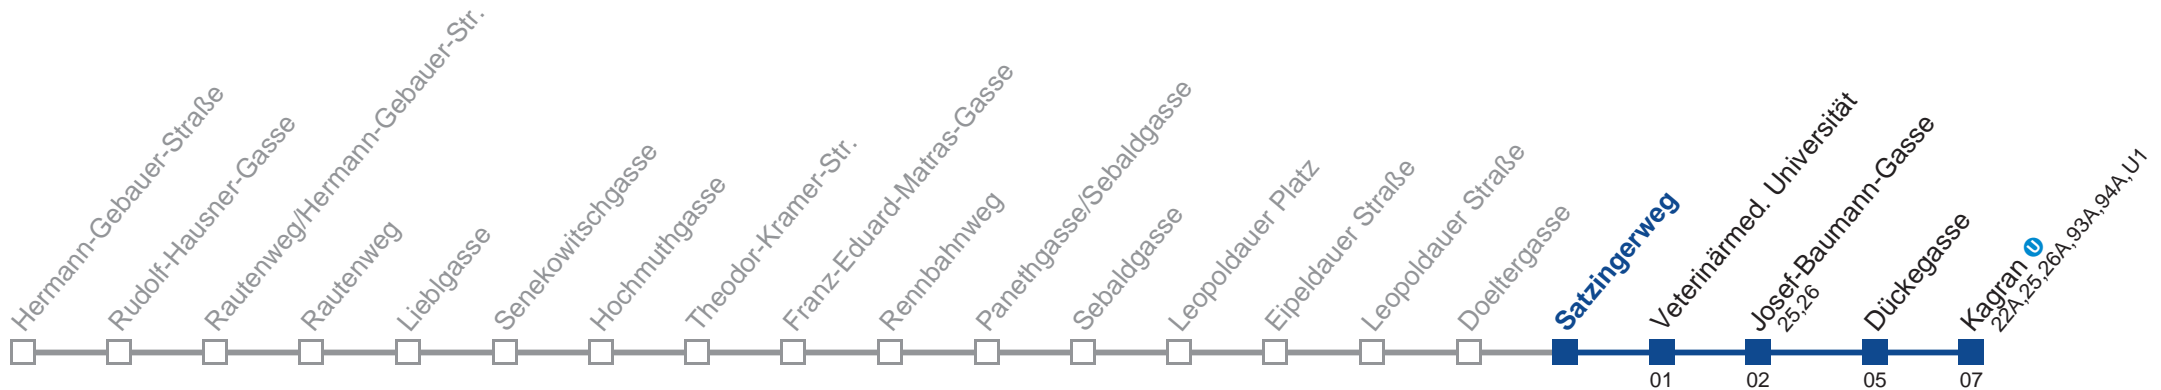 Hermann-Gebauer-Straße
Rudolf-Hausner-Gasse
Rautenweg/Hermann-Gebauer-Str.
Rautenweg
Lieblgasse
Senekowitschgasse
Hochmuthgasse
Theodor-Kramer-Str.
Franz-Eduard-Matras-Gasse
Rennbahnweg
Panethgasse/Sebaldgasse
Sebaldgasse
Leopoldauer Platz
Eipeldauer Straße
Leopoldauer Straße
Doeltergasse
Satzingerweg
Veterinärmed. Universität
Josef-Baumann-Gasse
25,26
Dückegasse
Kagran U
22A,25,26A,93A,94A,U1
01
02
05
07